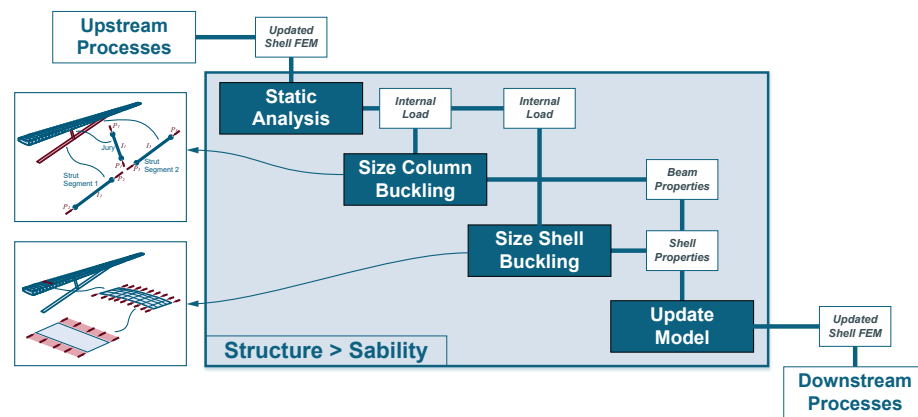 Upstream
Processes
Updated
Shell FEM
Static
Analysis
Internal
Load
Internal
Load
Size Column
Buckling
Beam
Properties
Size Shell
Buckling
Shell
Properties
Update
Model
Updated
Shell FEM
Structure > Sability
Downstream
Processes
Jury
Strut
Segment 1
Strut
Segment 2